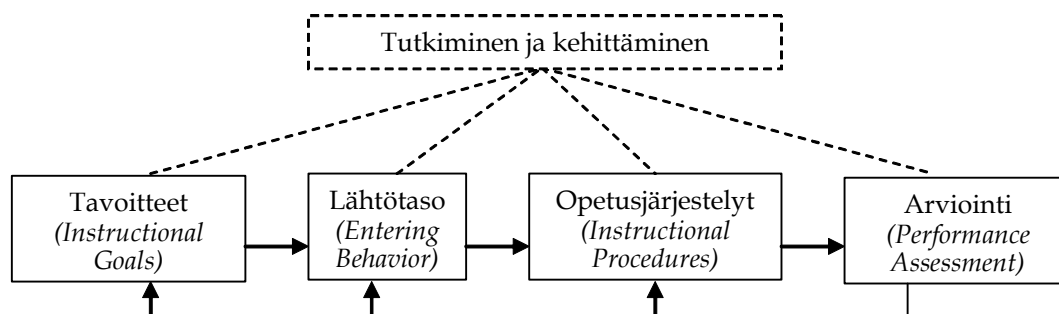 Tutkiminen ja kehittäminen
Tavoitteet
(Instructional
Goals)
Lähtötaso
(Entering
Behavior)
Opetusjärjestelyt
(Instructional
Procedures)
Arviointi
(Performance
Assessment)